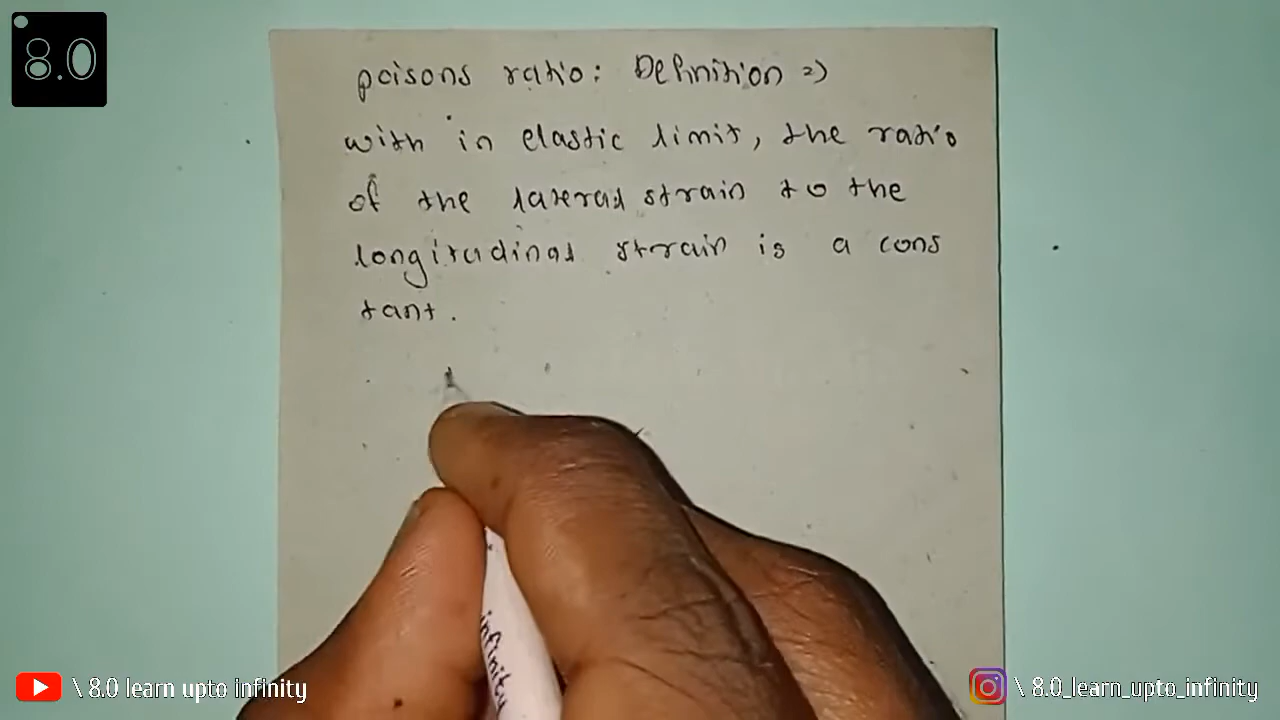 8.0
poisons ratio: Definition =>
with in elastic limit, the ratio
of the lateral strain to the
longitudinal strain is a cons
tant.
infinity
\ 8.0 learn upto infinity
\ 8.0_learn_upto_infinity